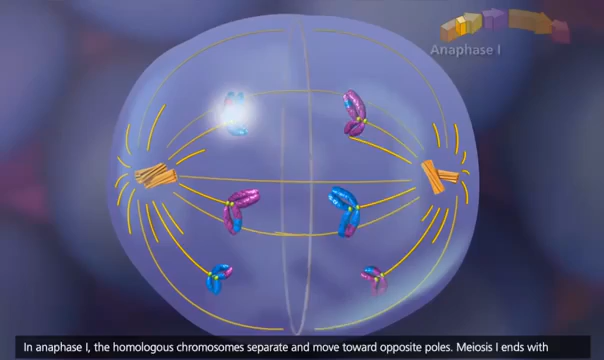 Anaphase I
In anaphase I, the homologous chromosomes separate and move toward opposite poles. Meiosis I ends with